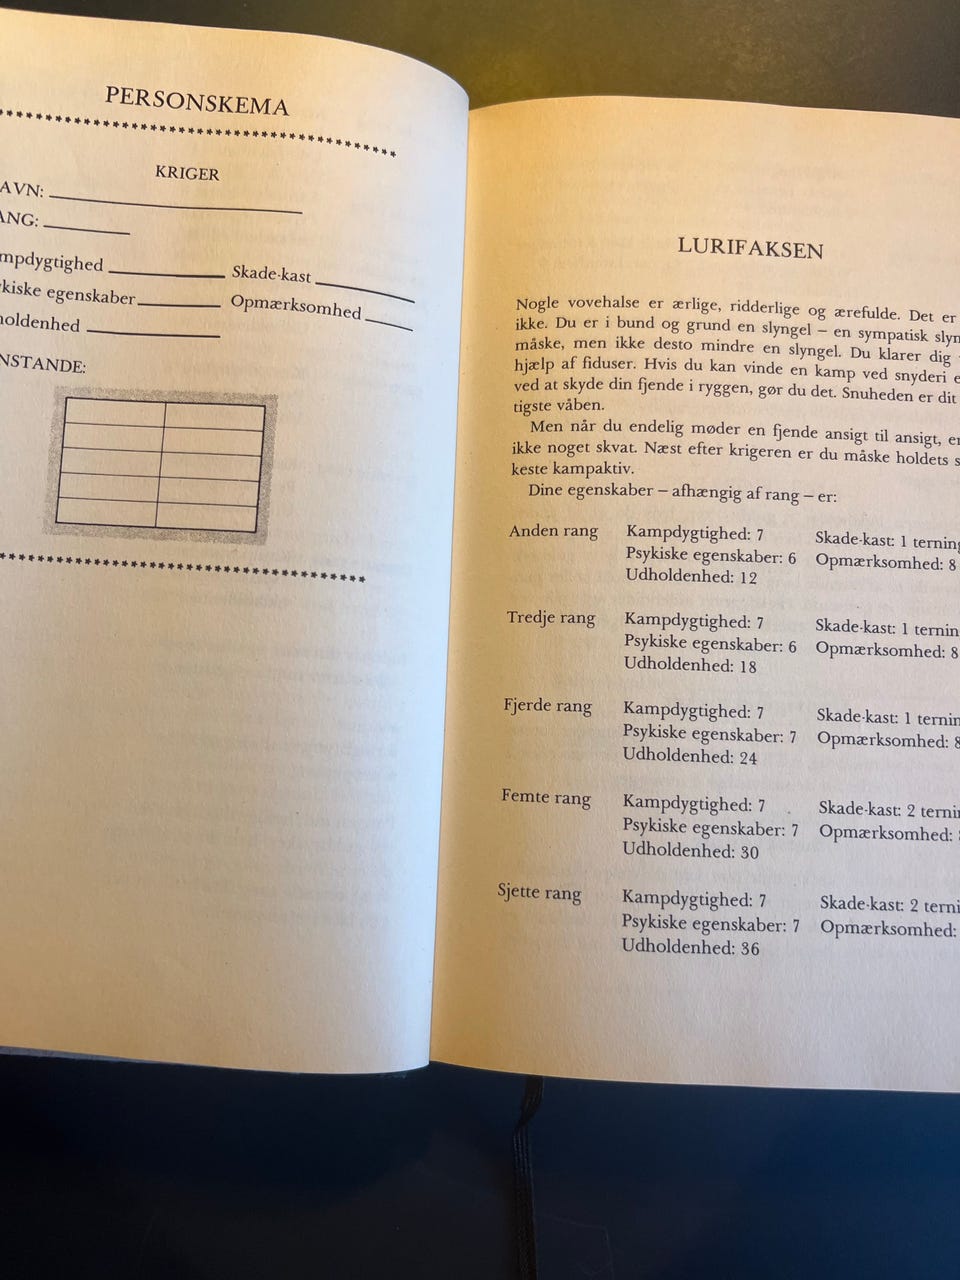 PERSONSKEMA
KRIGER
AVN:
ANG:
mpdygtighed Skade-kast
kiske egenskaber Opmærksomhed
holdenhed
NSTANDE:
LURIFAKSEN
Nogle vovehalse er ærlige, ridderlige og ærefulde. Det er
ikke. Du er i bund og grund en slyngel – en sympatisk slyn
måske, men ikke desto mindre en slyngel. Du klarer dig
hjælp af fiduser. Hvis du kan vinde en kamp ved snyderi e
ved at skyde din fjende i ryggen, gør du det. Snuheden er dit
tigste våben.
Men når du endelig møder en fjende ansigt til ansigt, er
ikke noget skvat. Næst efter krigeren er du måske holdets s
keste kampaktiv.
Dine egenskaber – afhængig af rang – er:
Anden rang Kampdygtighed: 7 Skade-kast: 1 terning
Psykiske egenskaber: 6 Opmærksomhed: 8
Udholdenhed: 12
Tredje rang Kampdygtighed: 7 Skade-kast: 1 ternin
Psykiske egenskaber: 6 Opmærksomhed: 8
Udholdenhed: 18
Fjerde rang Kampdygtighed: 7 Skade-kast: 1 ternin
Psykiske egenskaber: 7 Opmærksomhed: 8
Udholdenhed: 24
Femte rang Kampdygtighed: 7 Skade-kast: 2 ternin
Psykiske egenskaber: 7 Opmærksomhed:
Udholdenhed: 30
Sjette rang Kampdygtighed: 7 Skade-kast: 2 terni
Psykiske egenskaber: 7 Opmærksomhed:
Udholdenhed: 36